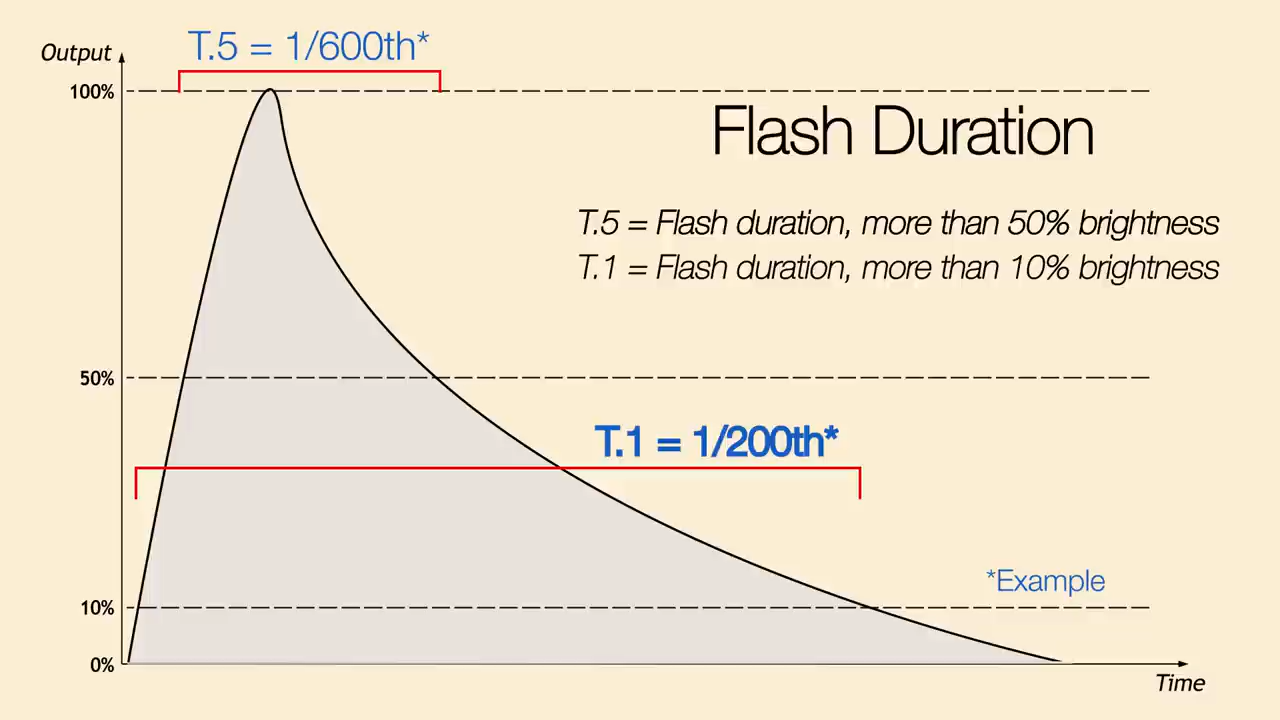 T.5 = 1/600th*
Output
100%
Flash Duration
T.5 = Flash duration, more than 50% brightness
T.1 = Flash duration, more than 10% brightness
50%
T.1 = 1/200th*
*Example
10%
0%
Time